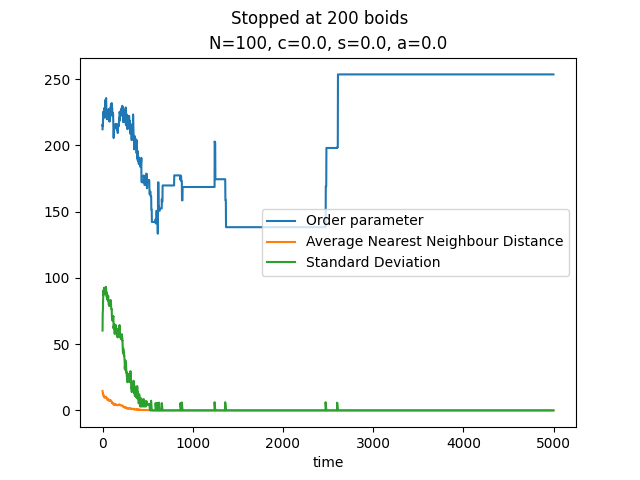 Stopped at 200 boids
N=100, c=0.0, s=0.0, a=0.0
250
200
150
100
50
0
Order parameter
Average Nearest Neighbour Distance
Standard Deviation
0 1000 2000 3000 4000 5000
time